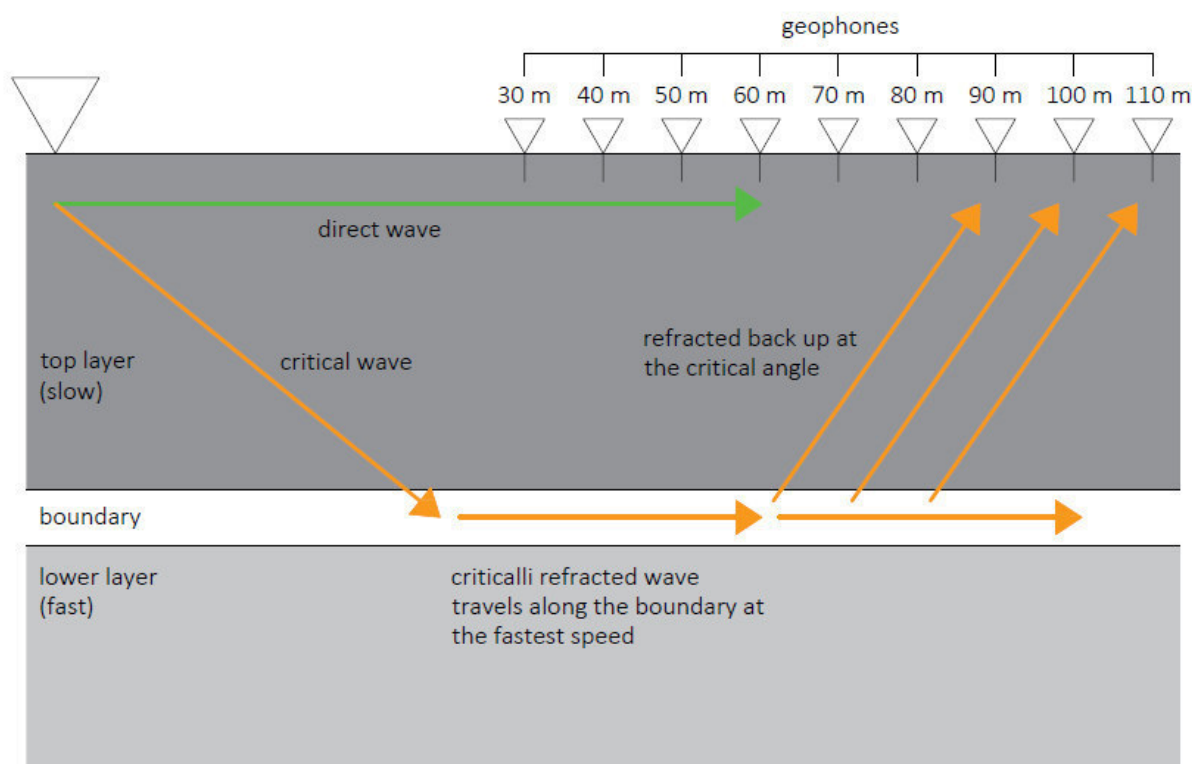 geophones
30 m 40 m 50 m 60 m 70 m 80 m 90 m 100 m 110 m
direct wave
top layer
(slow)
critical wave
refracted back up at
the critical angle
boundary
lower layer
(fast)
criticalli refracted wave
travels along the boundary at
the fastest speed